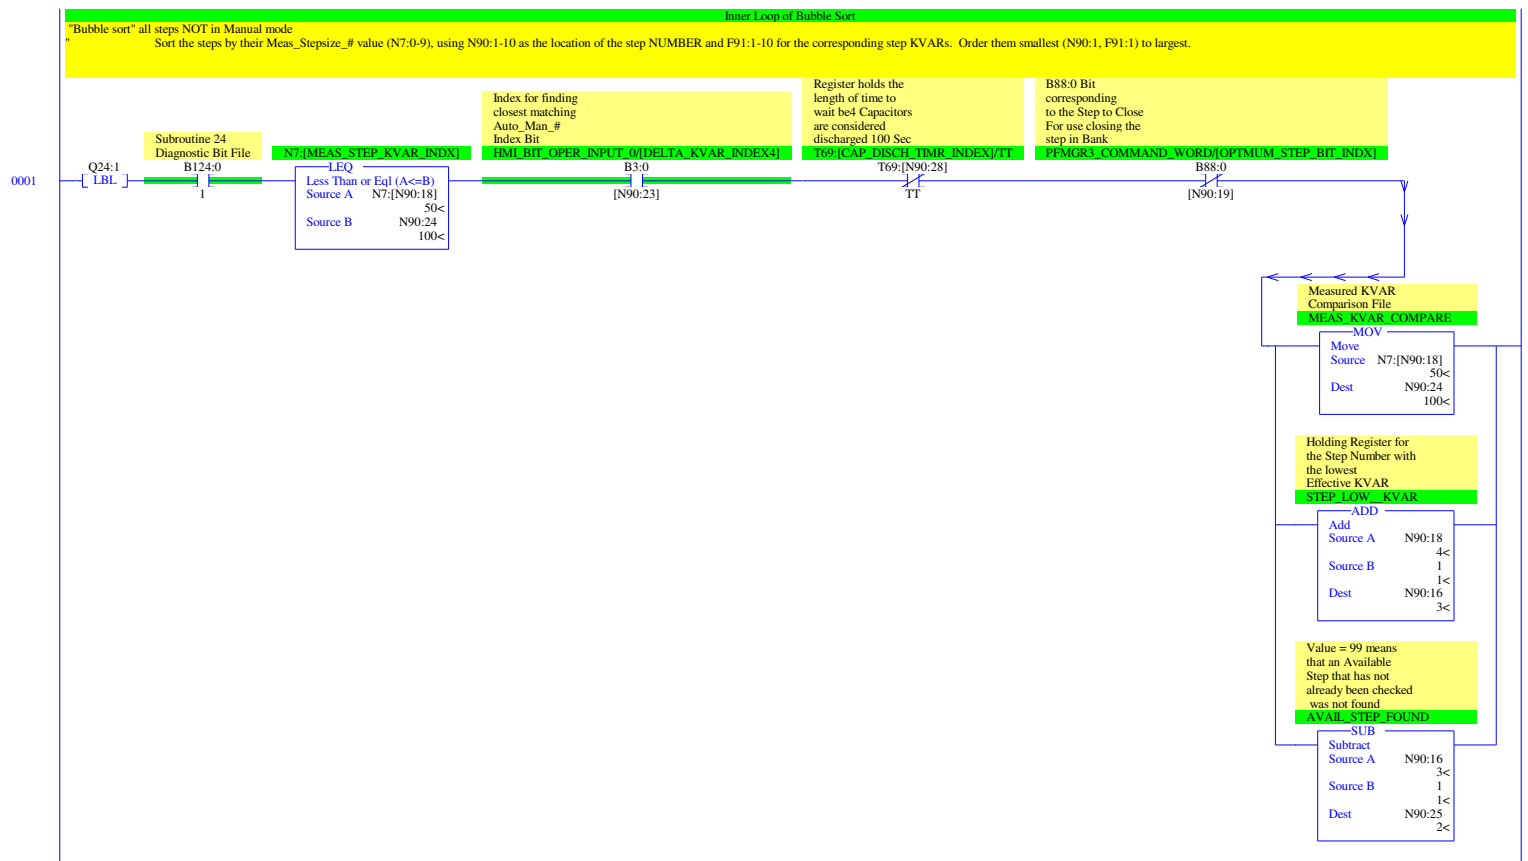 Inner Loop of Bubble Sort
"Bubble sort" all steps NOT in Manual mode
" Sort the steps by their Meas_Stepsize_# value (N7:0-9), using N90:1-10 as the location of the step NUMBER and F91:1-10 for the corresponding step KVARs. Order them smallest (N90:1, F91:1) to largest.
0001
Q24:1
LBL
Subroutine 24
Diagnostic Bit File
B124:0
1
N7:[MEAS_STEP_KVAR_INDX]
LEQ
Less Than or Eql (A<=B)
Source A N7:[N90:18]
50<
Source B N90:24
100<
Index for finding
closest matching
Auto_Man_#
Index Bit
HMI_BIT_OPER_INPUT_0/[DELTA_KVAR_INDEX4]
B3:0
[N90:23]
Register holds the
length of time to
wait be4 Capacitors
are considered
discharged 100 Sec
T69:[CAP_DISCH_TIMR_INDEX]/TT
T69:[N90:28]
TT
B88:0 Bit
corresponding
to the Step to Close
For use closing the
step in Bank
PFMGR3_COMMAND_WORD/[OPTMUM_STEP_BIT_INDX]
B88:0
[N90:19]
Measured KVAR
Comparison File
MEAS_KVAR_COMPARE
MOV
Move
Source N7:[N90:18]
50<
Dest N90:24
100<
Holding Register for
the Step Number with
the lowest
Effective KVAR
STEP_LOW__KVAR
ADD
Add
Source A N90:18
4<
Source B 1
1<
Dest N90:16
3<
Value = 99 means
that an Available
Step that has not
already been checked
was not found
AVAIL_STEP_FOUND
SUB
Subtract
Source A N90:16
3<
Source B 1
1<
Dest N90:25
2<